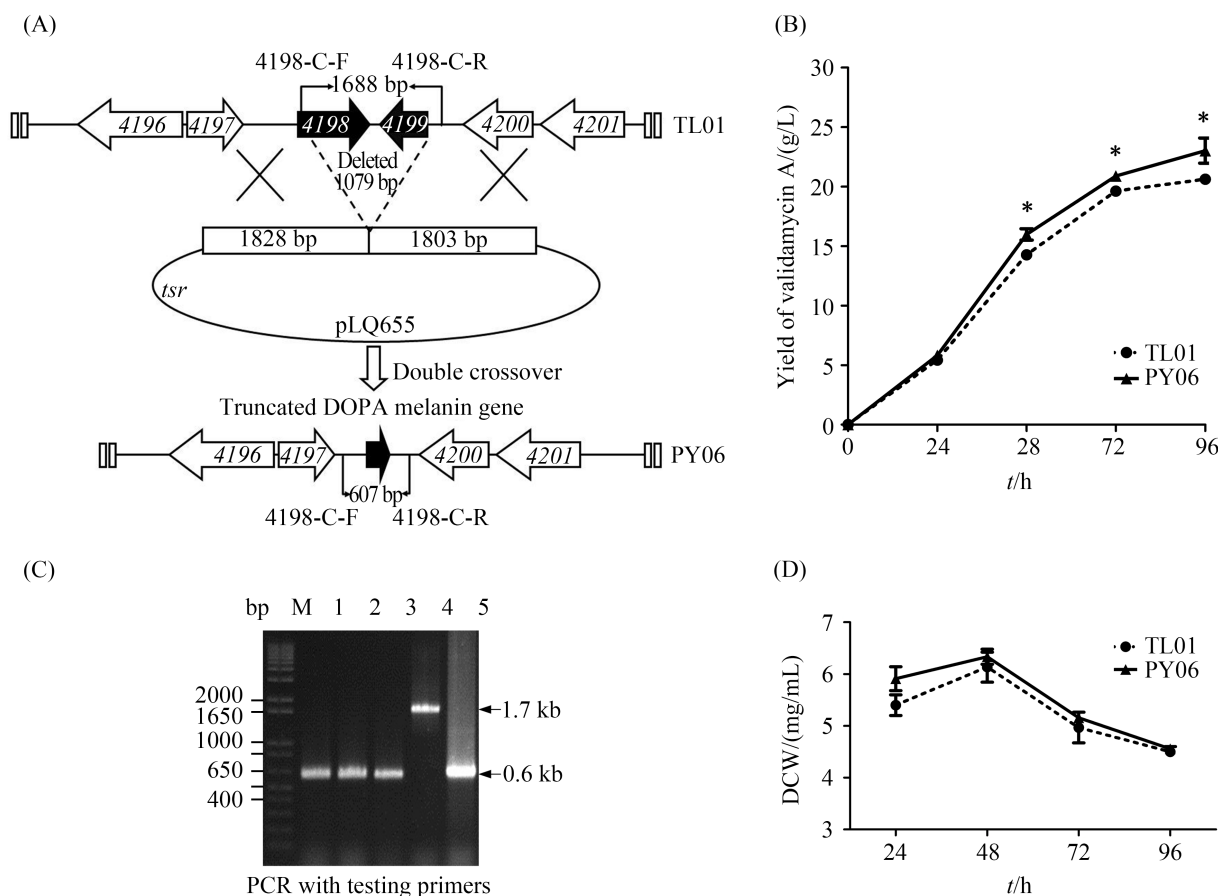 (A)
4198-C-F 4198-C-R
1688 bp
4196 4197 4198 4199 4200 4201 TL01
Deleted
1079 bp
1828 bp 1803 bp
tsr
pLQ655
Double crossover
Truncated DOPA melanin gene
4196 4197 4200 4201 PY06
607 bp
4198-C-F 4198-C-R
(B)
Yield of validamycin A/(g/L)
30
25
20
15
10
5
0
* * *
TL01
PY06
0 24 28 72 96
t/h
(C)
bp M 1 2 3 4 5
2000
1650
1000
650
400
1.7 kb
0.6 kb
PCR with testing primers
(D)
DCW/(mg/mL)
7
6
5
4
3
TL01
PY06
24 48 72 96
t/h